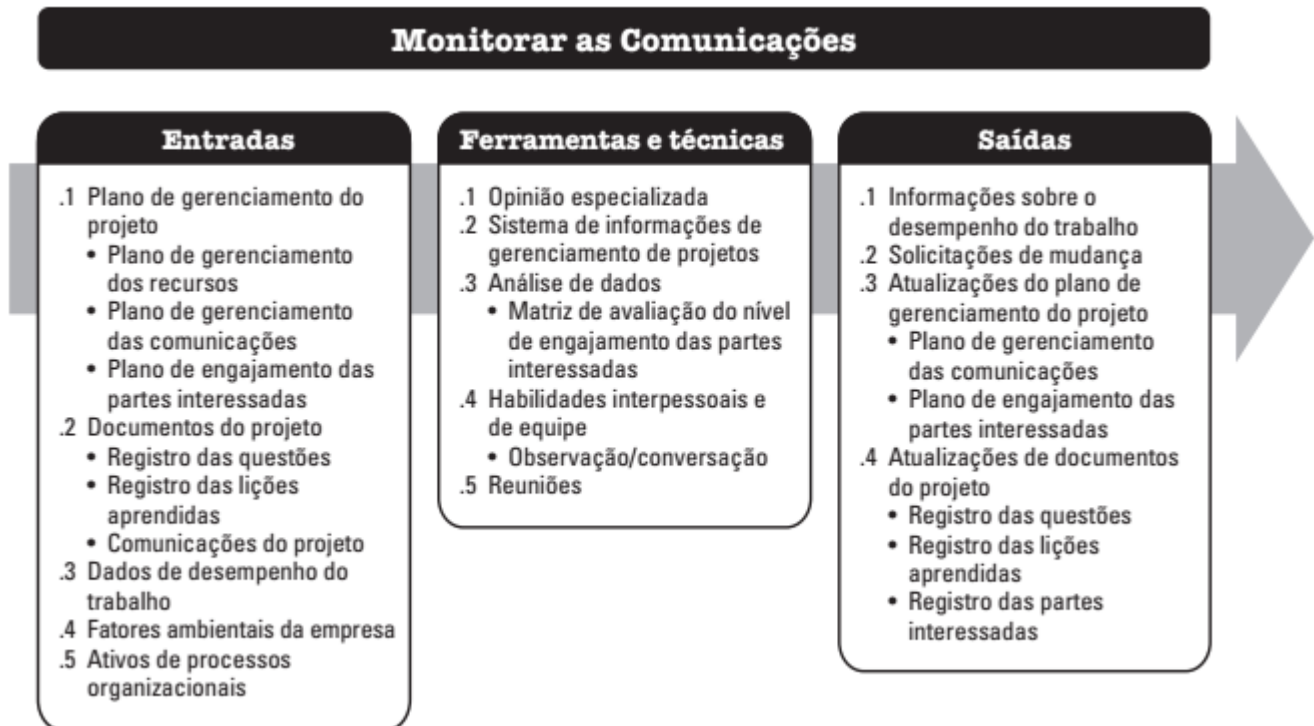 Monitorar as Comunicações
Entradas
.1 Plano de gerenciamento do
projeto
• Plano de gerenciamento
dos recursos
• Plano de gerenciamento
das comunicações
• Plano de engajamento das
partes interessadas
.2 Documentos do projeto
• Registro das questões
• Registro das lições
aprendidas
• Comunicações do projeto
.3 Dados de desempenho do
trabalho
.4 Fatores ambientais da empresa
.5 Ativos de processos
organizacionais
Ferramentas e técnicas
.1 Opinião especializada
.2 Sistema de informações de
gerenciamento de projetos
.3 Análise de dados
• Matriz de avaliação do nível
de engajamento das partes
interessadas
.4 Habilidades interpessoais e
de equipe
• Observação/conversação
.5 Reuniões
Saídas
.1 Informações sobre o
desempenho do trabalho
.2 Solicitações de mudança
.3 Atualizações do plano de
gerenciamento do projeto
• Plano de gerenciamento
das comunicações
• Plano de engajamento das
partes interessadas
.4 Atualizações de documentos
do projeto
• Registro das questões
• Registro das lições
aprendidas
• Registro das partes
interessadas